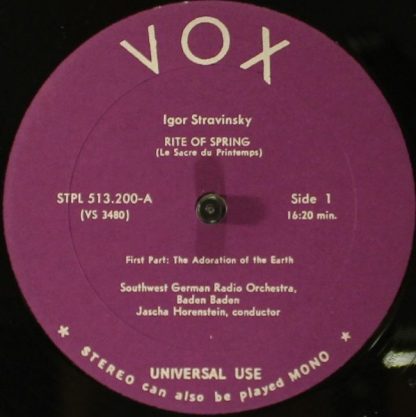 VOX
Igor Stravinsky
RITE OF SPRING
(Le Sacre du Printemps)
STPL 513.200-A
(VS 3480)
Side 1
16:20 min.
First Part: The Adoration of the Earth
Southwest German Radio Orchestra,
Baden Baden
Jascha Horenstein, conductor
UNIVERSAL USE
* STEREO can also be played MONO *